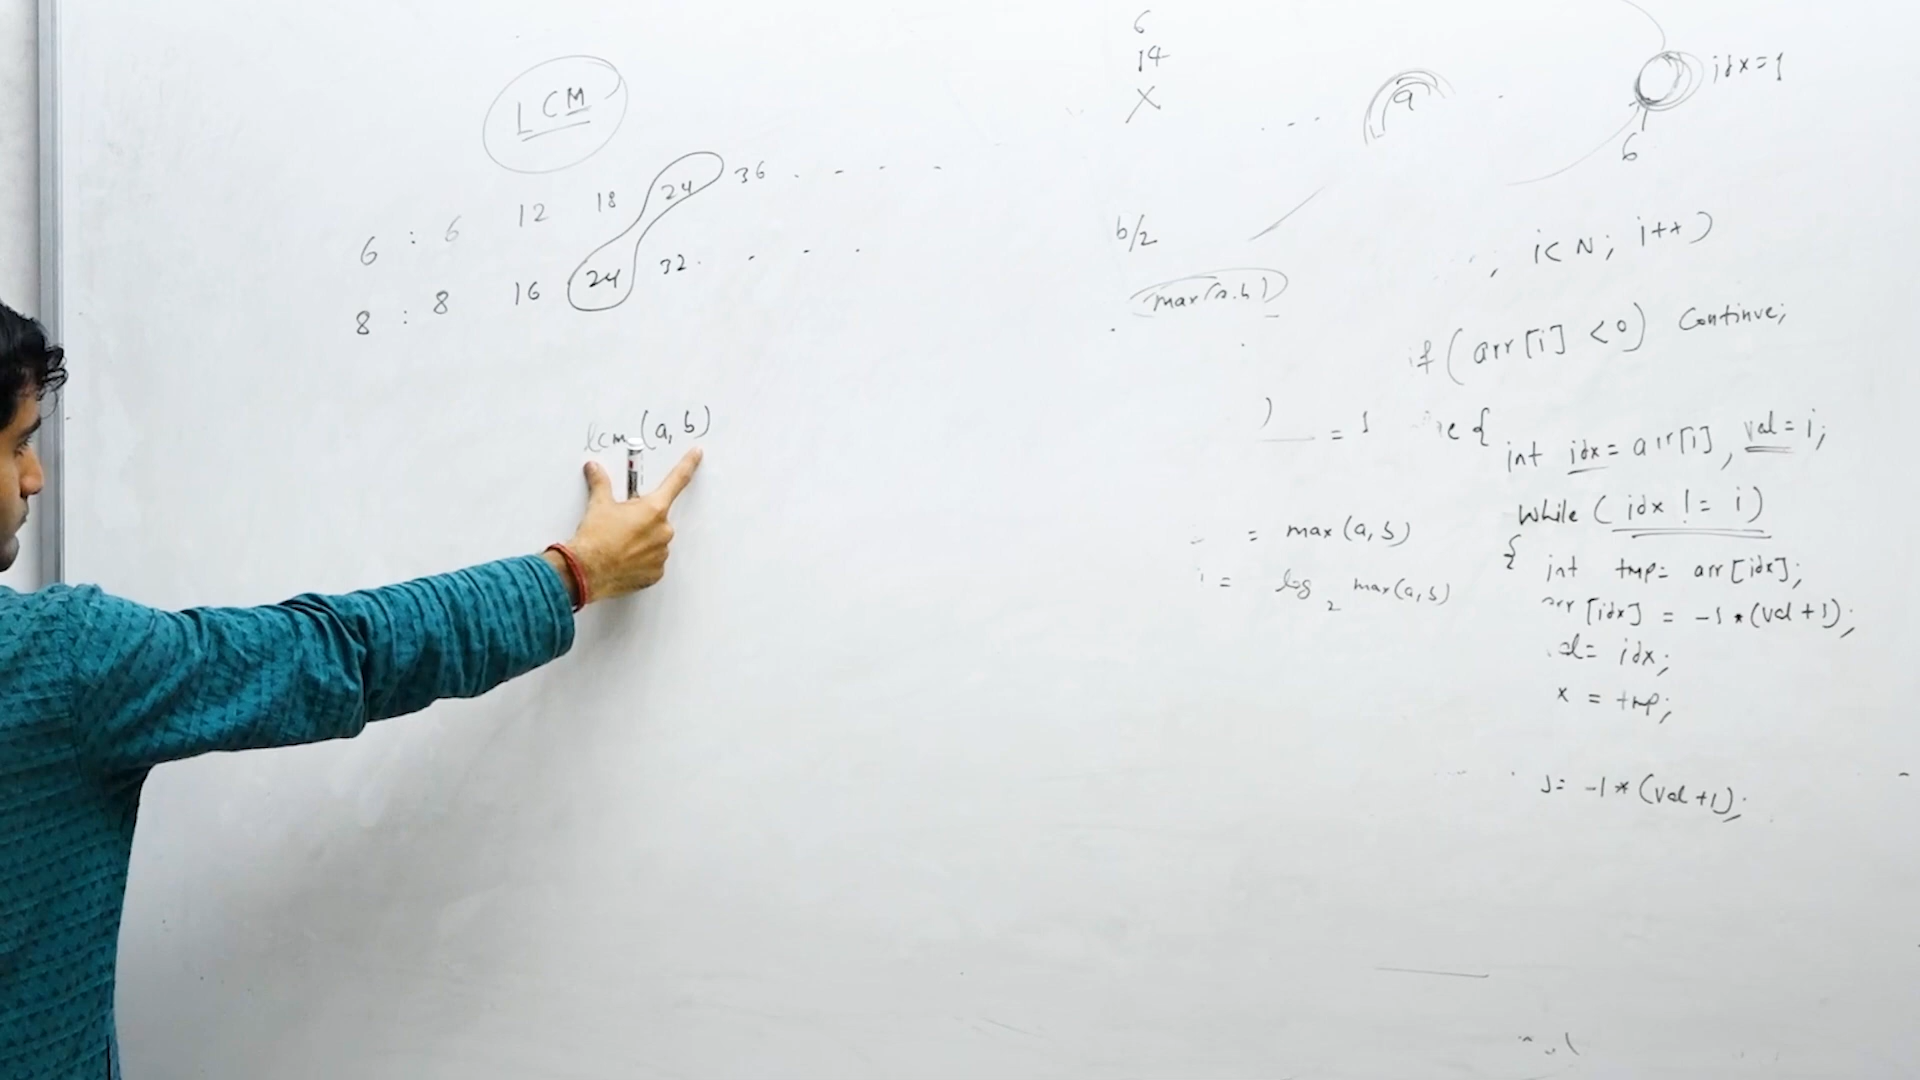 LCM
6 : 6 12 18 24 36 . - - -
8 : 8 16 24 32 . . . .
lcm (a, b)
6
14
X
b/2
max(a,b)
) = 1
= max (a, b)
= log 2 max(a, b)
a
idx = 1
6
; i < N; i++)
if (arr[i] < 0) continue;
{
int idx = arr[i], val = i;
while (idx != i)
{ int tmp = arr[idx];
arr[idx] = -1 * (val + 1);
= idx;
= tmp;
= -1 * (val + 1);